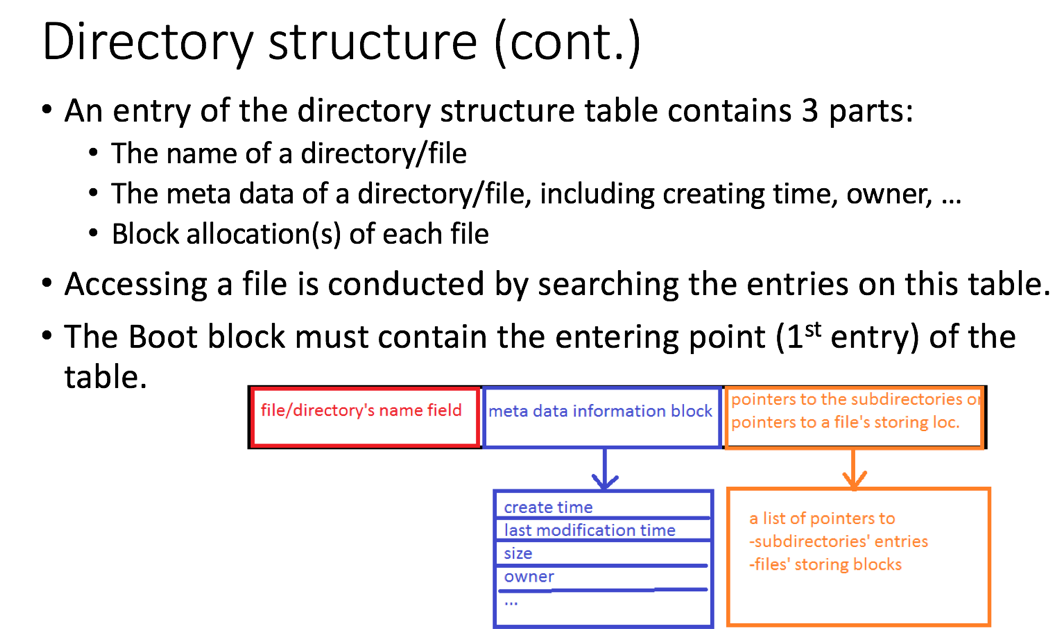 Directory structure (cont.)
• An entry of the directory structure table contains 3 parts:
• The name of a directory/file
• The meta data of a directory/file, including creating time, owner, …
• Block allocation(s) of each file
• Accessing a file is conducted by searching the entries on this table.
• The Boot block must contain the entering point (1st entry) of the
table.
file/directory's name field
meta data information block
pointers to the subdirectories or
pointers to a file's storing loc.
create time
last modification time
size
owner
...
a list of pointers to
-subdirectories' entries
-files' storing blocks